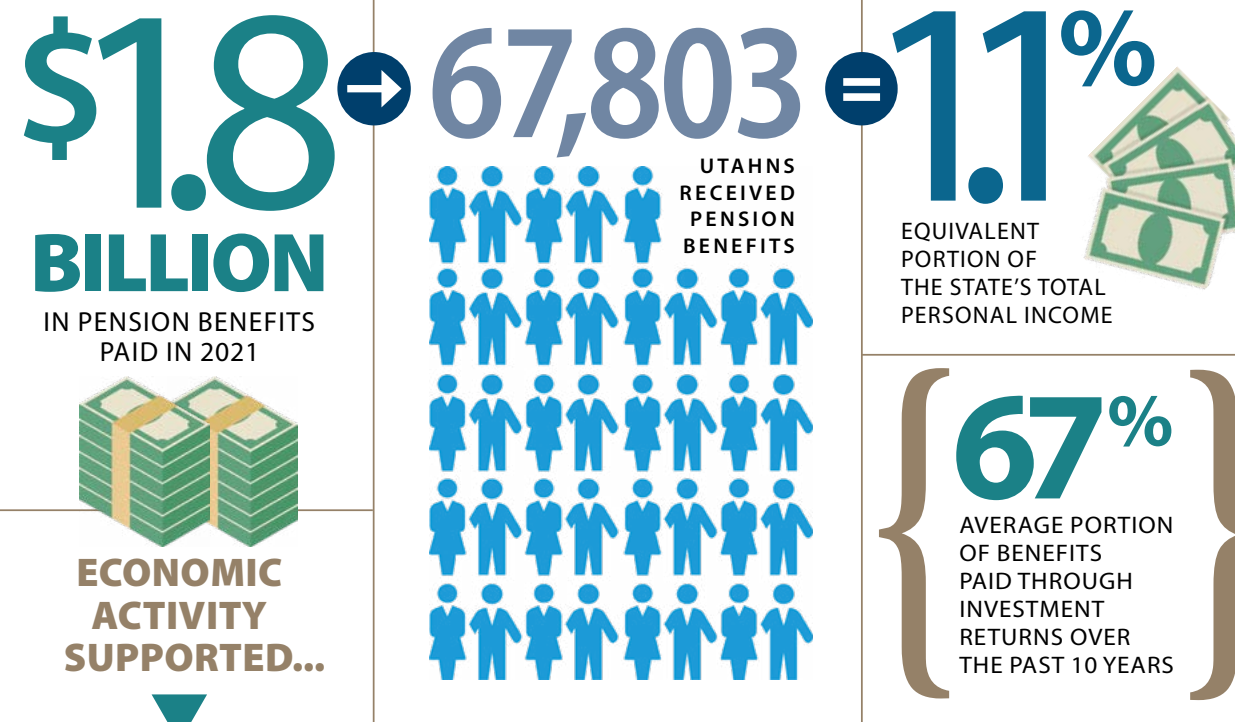 $1.8
BILLION
IN PENSION BENEFITS
PAID IN 2021
ECONOMIC
ACTIVITY
SUPPORTED...
67,803
UTAHNS
RECEIVED
PENSION
BENEFITS
=
1.1%
EQUIVALENT
PORTION OF
THE STATE'S TOTAL
PERSONAL INCOME
67%
AVERAGE PORTION
OF BENEFITS
PAID THROUGH
INVESTMENT
RETURNS OVER
THE PAST 10 YEARS